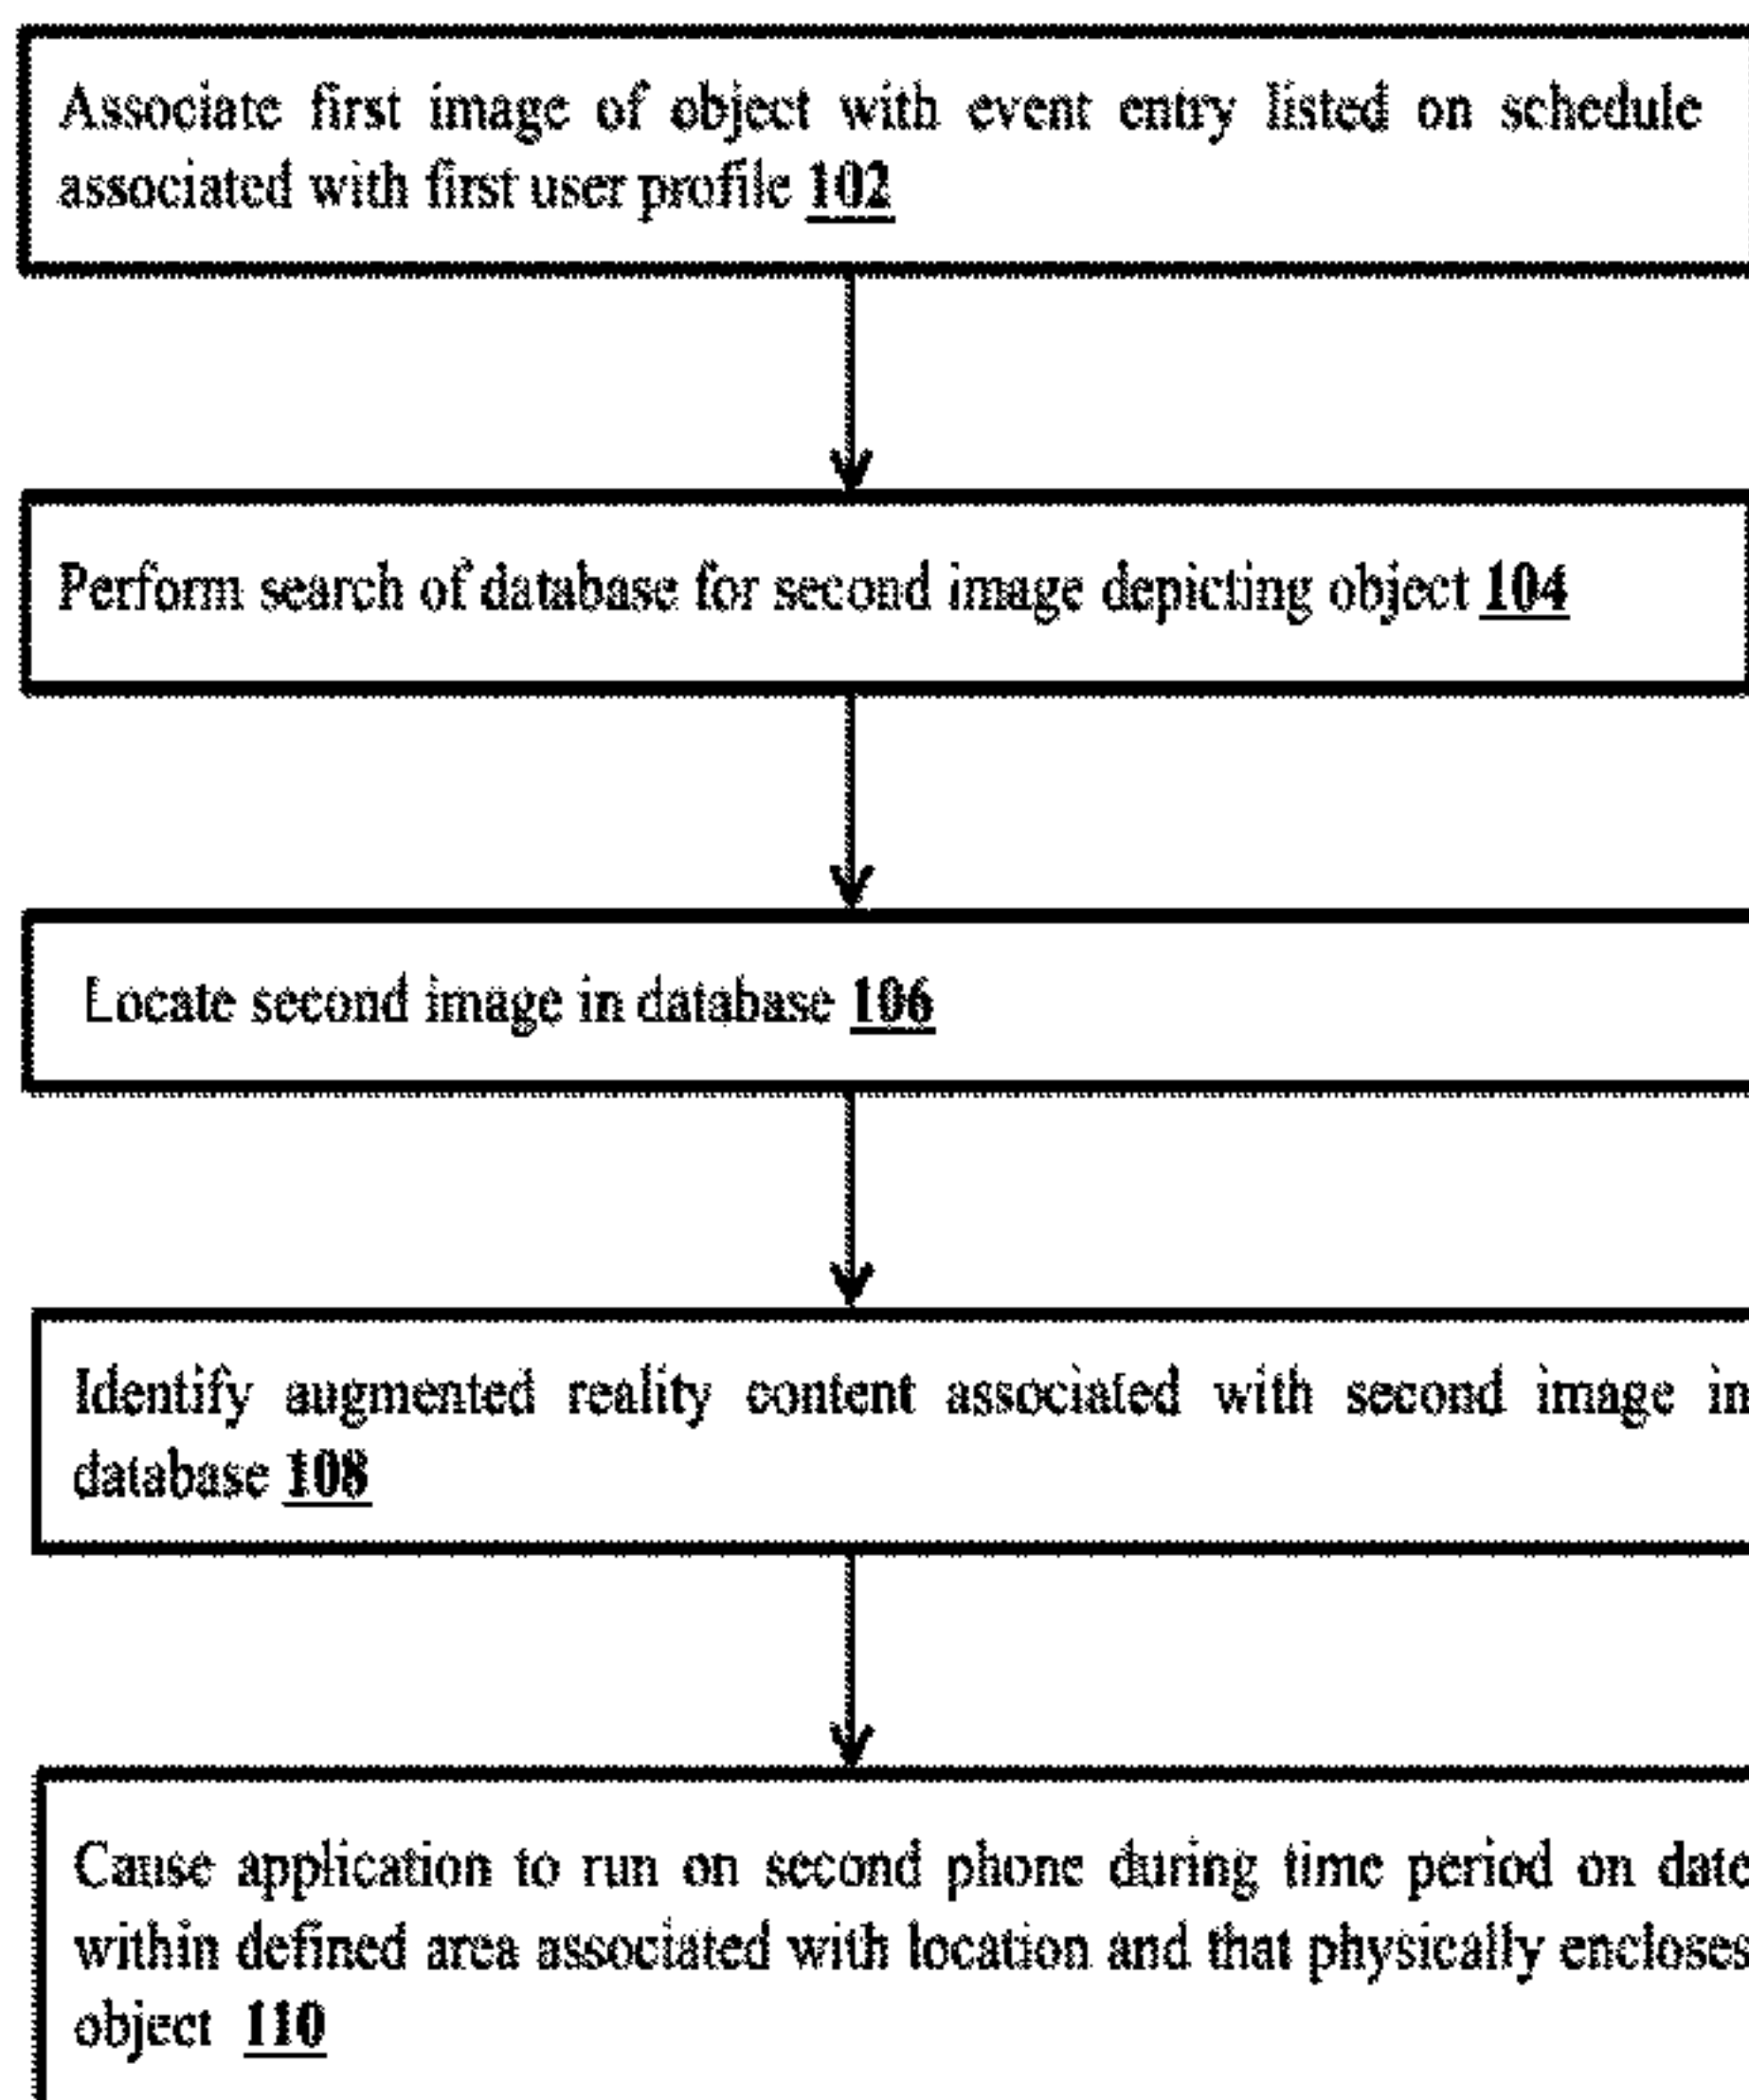 Associate first image of object with event entry listed on schedule
associated with first user profile 102
Perform search of database for second image depicting object 104
Locate second image in database 106
Identify augmented reality content associated with second image in
database 108
Cause application to run on second phone during time period on date
within defined area associated with location and that physically encloses
object 110